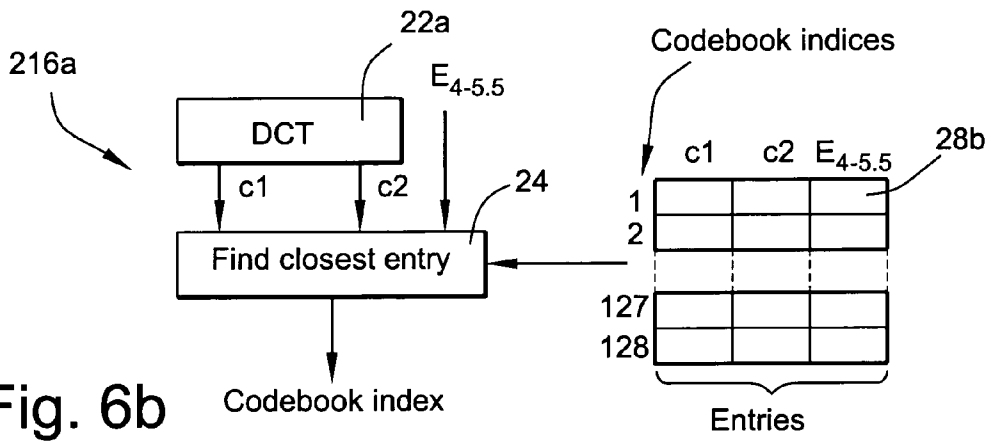 22a
Codebook indices
216a
E4-5.5
DCT
c1 c2 E4-5.5
28b
c1
c2
24
1
2
Find closest entry
127
128
Fig. 6b
Codebook index
Entries